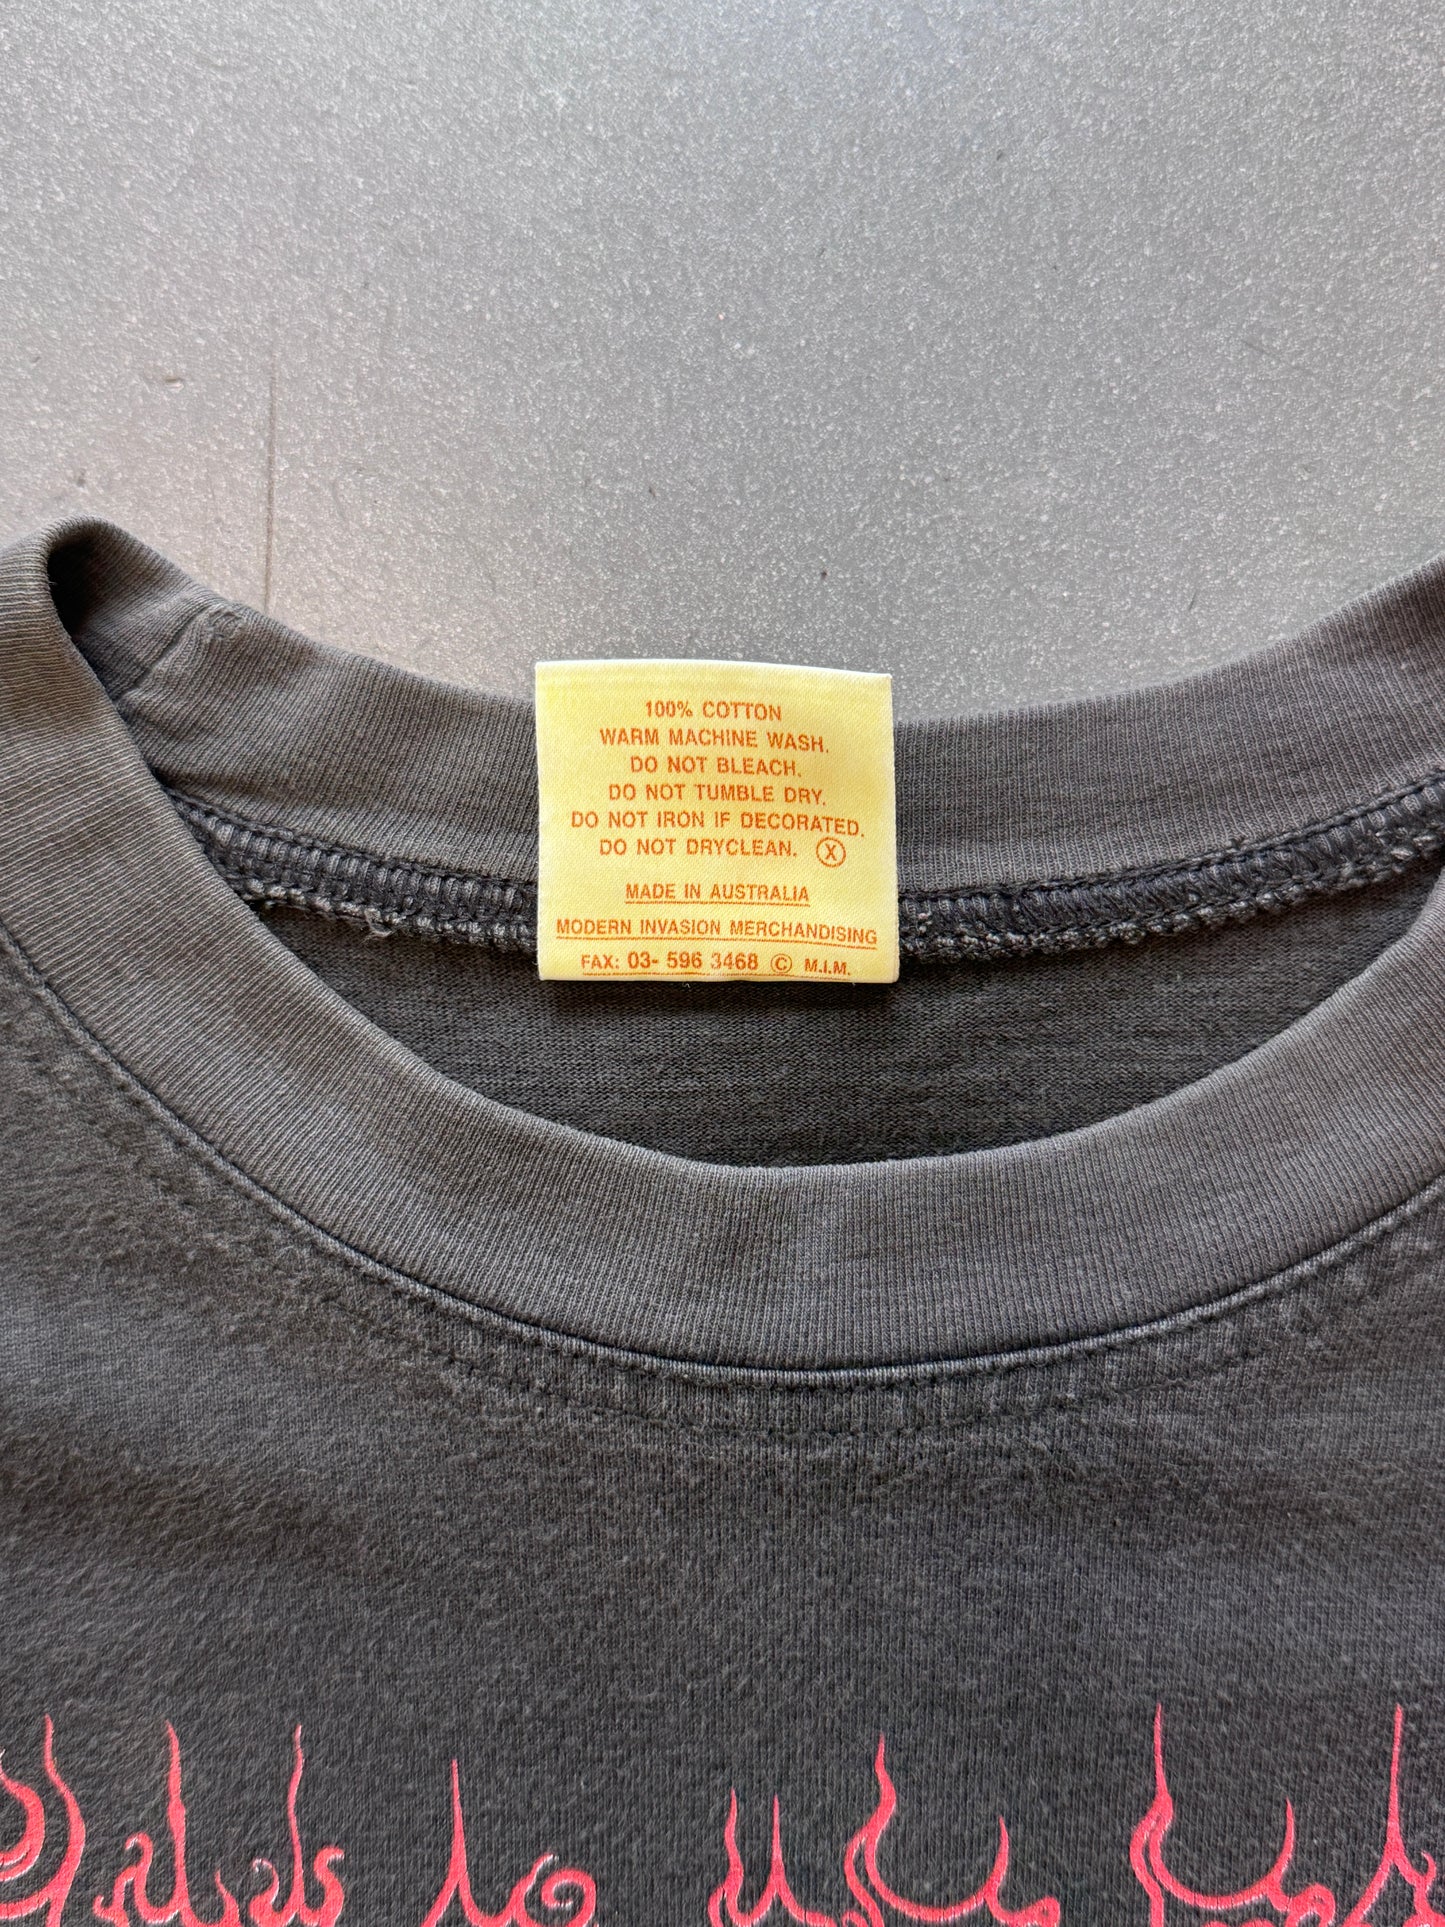 100% COTTON
WARM MACHINE WASH.
DO NOT BLEACH.
DO NOT TUMBLE DRY.
DO NOT IRON IF DECORATED.
DO NOT DRYCLEAN. Ⓧ
MADE IN AUSTRALIA
MODERN INVASION MERCHANDISING
FAX: 03- 596 3468 © M.I.M.